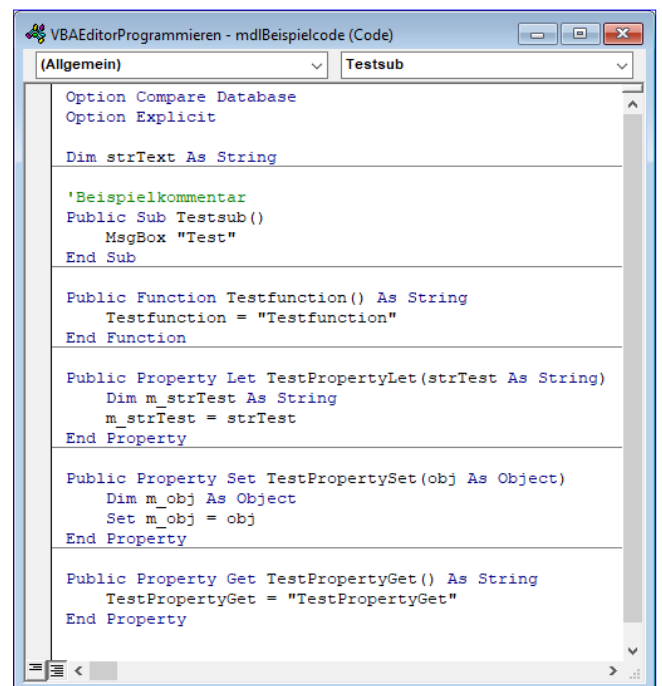 VBAEditorProgrammieren - mdlBeispielcode (Code)
(Allgemein) Testsub
Option Compare Database
Option Explicit
Dim strText As String
'Beispielkommentar
Public Sub Testsub()
    MsgBox "Test"
End Sub
Public Function Testfunction() As String
    Testfunction = "Testfunction"
End Function
Public Property Let TestPropertyLet(strTest As String)
    Dim m_strTest As String
    m_strTest = strTest
End Property
Public Property Set TestPropertySet(obj As Object)
    Dim m_obj As Object
    Set m_obj = obj
End Property
Public Property Get TestPropertyGet() As String
    TestPropertyGet = "TestPropertyGet"
End Property